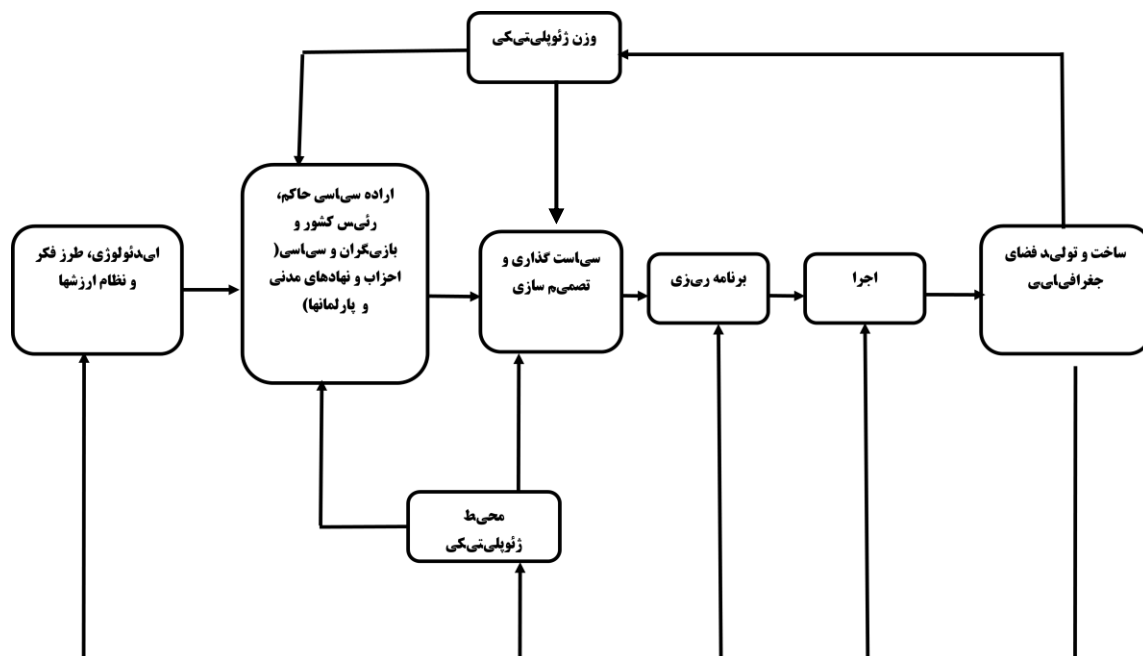 وزن ژئوپلیتیکی
اراده سیاسی حاکم،
رئیس کشور و
بازیگران و سیاسی(
احزاب و نهادهای مدنی
و پارلمانها)
ایدئولوژی، طرز فکر
و نظام ارزشها
سیاست گذاری و
تصمیم سازی
برنامه ریزی
اجرا
ساخت و تولید فضای
جغرافیایی
محیط
ژئوپلیتیکی